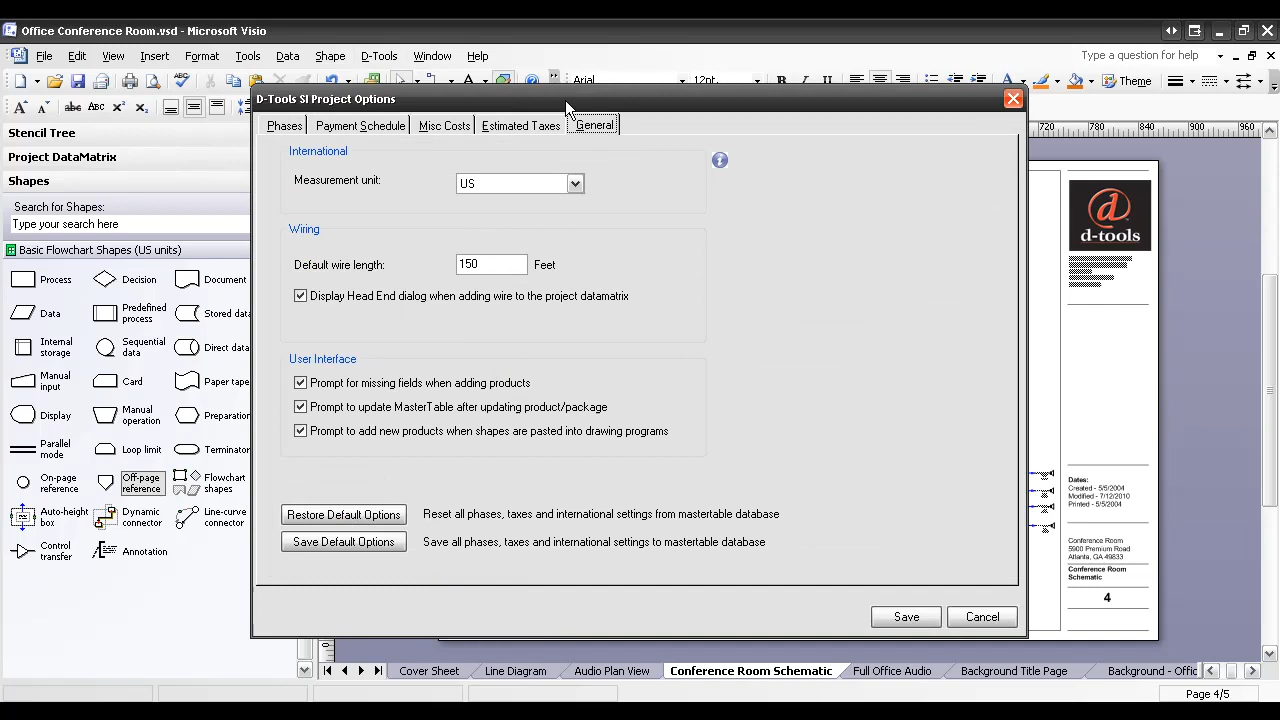 Office Conference Room.vsd - Microsoft Visio
File Edit View Insert Format Tools Data Shape D-Tools Window Help
Type a question for help
Arial 12pt. B I U Theme
D-Tools SI Project Options
Phases Payment Schedule Misc Costs Estimated Taxes General
Stencil Tree
Project DataMatrix
Shapes
Search for Shapes:
Type your search here
Basic Flowchart Shapes (US units)
Process Decision Document
Data Predefined process Stored data
Internal storage Sequential data Direct data
Manual input Card Paper tape
Display Manual operation Preparation
Parallel mode Loop limit Terminator
On-page reference Off-page reference Flowchart shapes
Auto-height box Dynamic connector Line-curve connector
Control transfer Annotation
International
Measurement unit: US
Wiring
Default wire length: 150 Feet
Display Head End dialog when adding wire to the project datamatrix
User Interface
Prompt for missing fields when adding products
Prompt to update MasterTable after updating product/package
Prompt to add new products when shapes are pasted into drawing programs
Restore Default Options Reset all phases, taxes and international settings from mastertable database
Save Default Options Save all phases, taxes and international settings to mastertable database
Save Cancel
720 780 840 900 960
d-tools
Dates:
Created - 5/5/2004
Modified - 7/12/2010
Printed - 5/5/2004
Conference Room
5900 Premium Road
Atlanta, GA 49833
Conference Room
Schematic
4
Cover Sheet Line Diagram Audio Plan View Conference Room Schematic Full Office Audio Background Title Page Background - Offic
Page 4/5